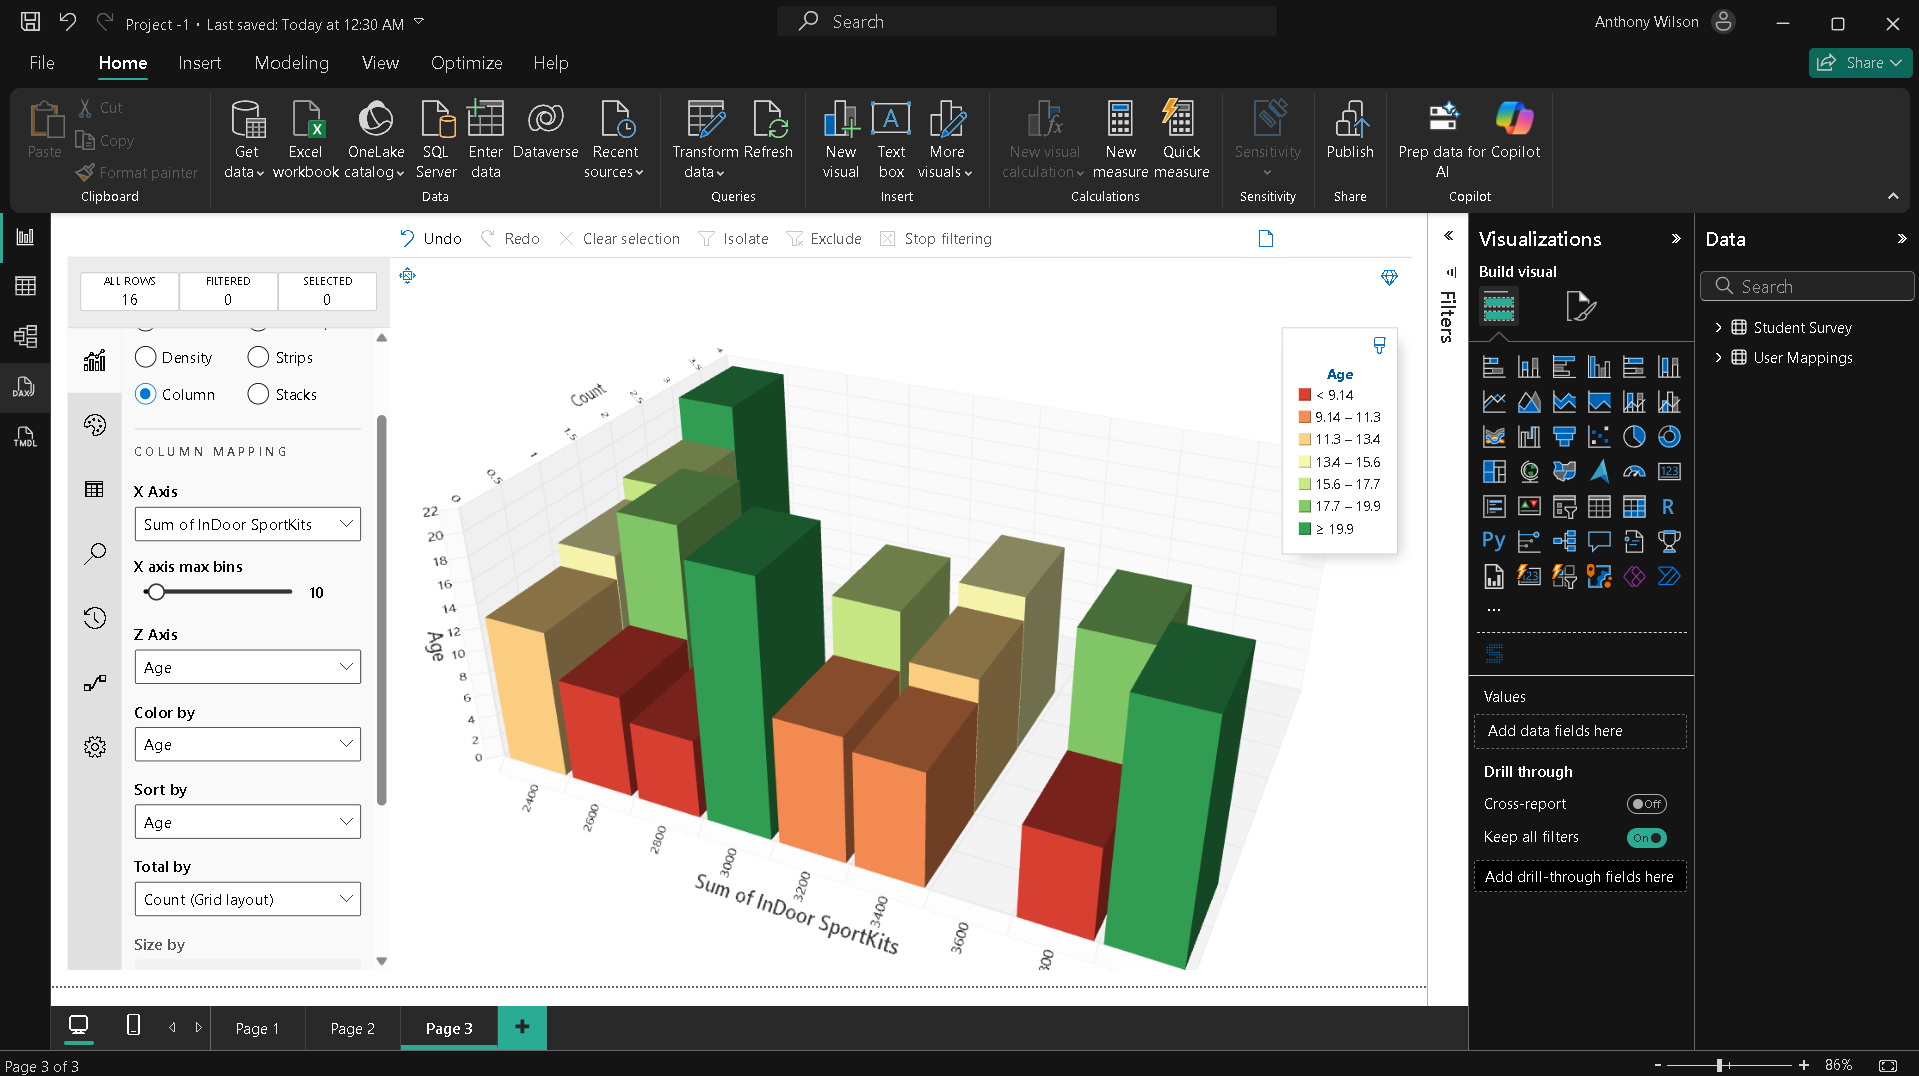 Project -1 • Last saved: Today at 12:30 AM
Search
Anthony Wilson
File
Home
Insert
Modeling
View
Optimize
Help
Share
Paste
Cut
Copy
Format painter
Clipboard
Get data
Excel workbook
OneLake catalog
SQL Server
Enter data
Dataverse
Recent sources
Data
Transform data
Refresh
Queries
New visual
Text box
More visuals
Insert
New visual calculation
New measure
Quick measure
Calculations
Sensitivity
Sensitivity
Publish
Share
Prep data for AI
Copilot
Copilot
DAX
TMDL
Undo
Redo
Clear selection
Isolate
Exclude
Stop filtering
ALL ROWS
16
FILTERED
0
SELECTED
0
Density
Strips
Column
Stacks
COLUMN MAPPING
X Axis
Sum of InDoor SportKits
X axis max bins
10
Z Axis
Age
Color by
Age
Sort by
Age
Total by
Count (Grid layout)
Size by
Count
0
0.5
1
1.5
2
2.5
3
3.5
4
Age
22
20
18
16
14
12
10
8
6
4
2
0
2400
2600
2800
3000
3200
3400
3600
Sum of InDoor SportKits
Age
< 9.14
9.14 – 11.3
11.3 – 13.4
13.4 – 15.6
15.6 – 17.7
17.7 – 19.9
≥ 19.9
Filters
Visualizations
Build visual
123
R
Py
123
...
Values
Add data fields here
Drill through
Cross-report
Off
Keep all filters
On
Add drill-through fields here
Data
Search
Student Survey
User Mappings
Page 1
Page 2
Page 3
Page 3 of 3
86%